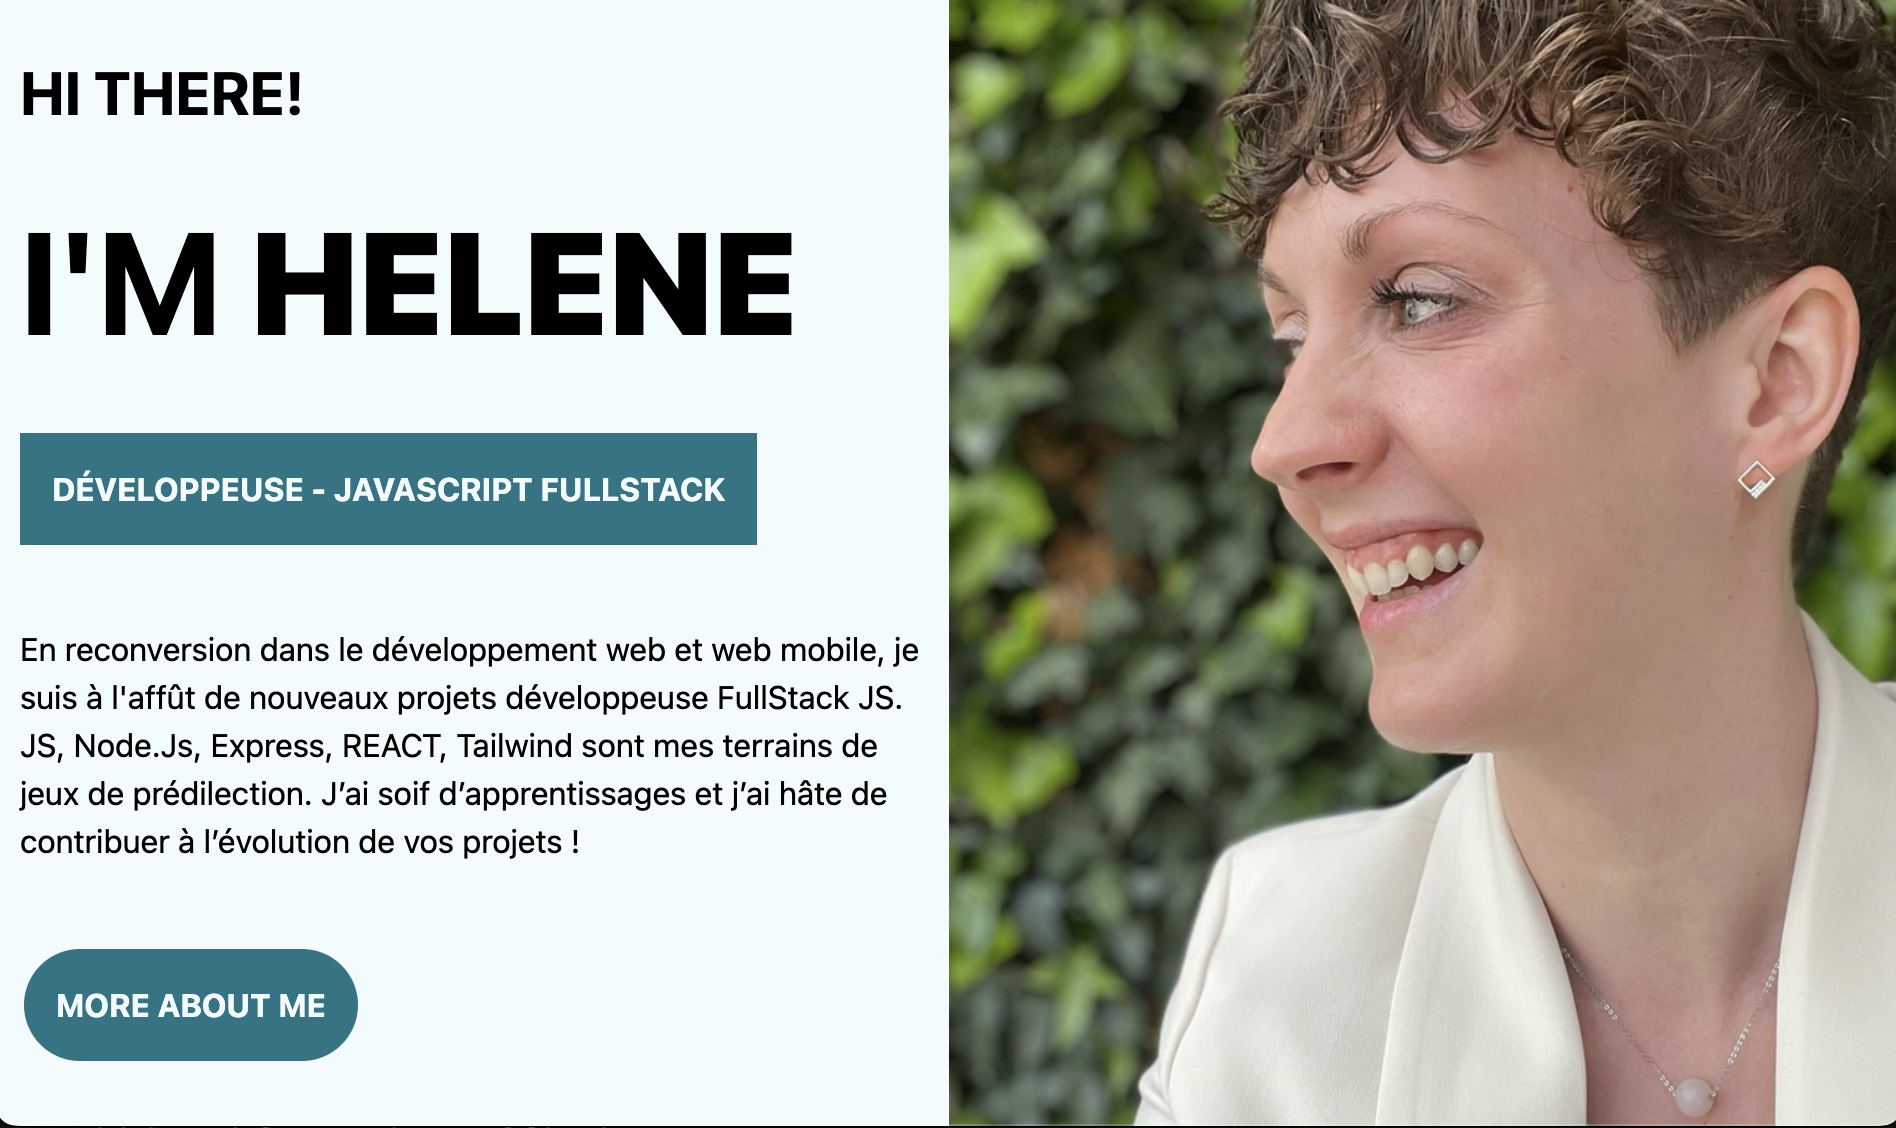 HI THERE!
I'M HELENE
DÉVELOPPEUSE - JAVASCRIPT FULLSTACK
En reconversion dans le développement web et web mobile, je
suis à l'affût de nouveaux projets développeuse FullStack JS.
JS, Node.Js, Express, REACT, Tailwind sont mes terrains de
jeux de prédilection. J’ai soif d’apprentissages et j’ai hâte de
contribuer à l’évolution de vos projets !
MORE ABOUT ME